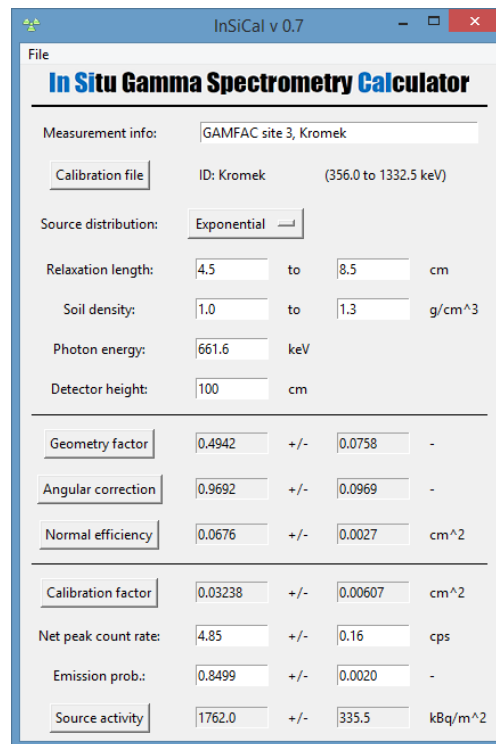 InSiCal v 0.7
File
In Situ Gamma Spectrometry Calculator
Measurement info: GAMFAC site 3, Kromek
Calibration file ID: Kromek (356.0 to 1332.5 keV)
Source distribution: Exponential
Relaxation length: 4.5 to 8.5 cm
Soil density: 1.0 to 1.3 g/cm^3
Photon energy: 661.6 keV
Detector height: 100 cm
Geometry factor 0.4942 +/- 0.0758 -
Angular correction 0.9692 +/- 0.0969 -
Normal efficiency 0.0676 +/- 0.0027 cm^2
Calibration factor 0.03238 +/- 0.00607 cm^2
Net peak count rate: 4.85 +/- 0.16 cps
Emission prob.: 0.8499 +/- 0.0020 -
Source activity 1762.0 +/- 335.5 kBq/m^2